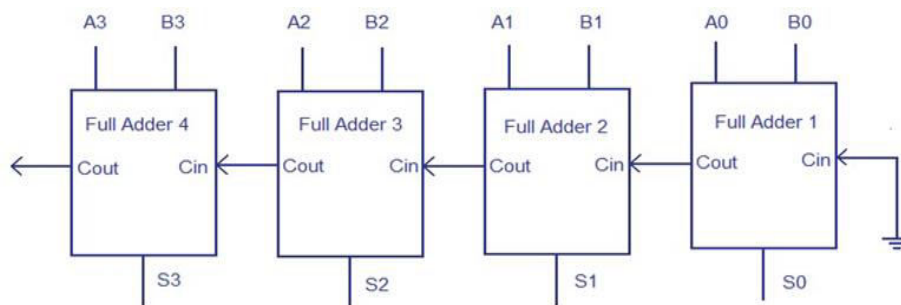 A3 B3 A2 B2 A1 B1 A0 B0
Full Adder 4 Full Adder 3 Full Adder 2 Full Adder 1
Cout Cin Cout Cin Cout Cin Cout Cin
S3 S2 S1 S0